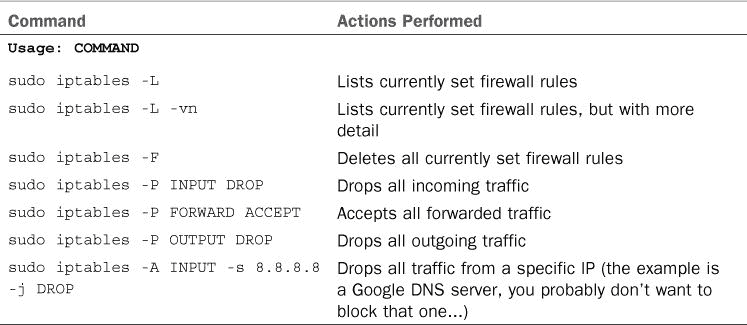 Command Actions Performed
Usage: COMMAND
sudo iptables -L Lists currently set firewall rules
sudo iptables -L -vn Lists currently set firewall rules, but with more
detail
sudo iptables -F Deletes all currently set firewall rules
sudo iptables -P INPUT DROP Drops all incoming traffic
sudo iptables -P FORWARD ACCEPT Accepts all forwarded traffic
sudo iptables -P OUTPUT DROP Drops all outgoing traffic
sudo iptables -A INPUT -s 8.8.8.8 Drops all traffic from a specific IP (the example is
-j DROP a Google DNS server, you probably don't want to
block that one...)